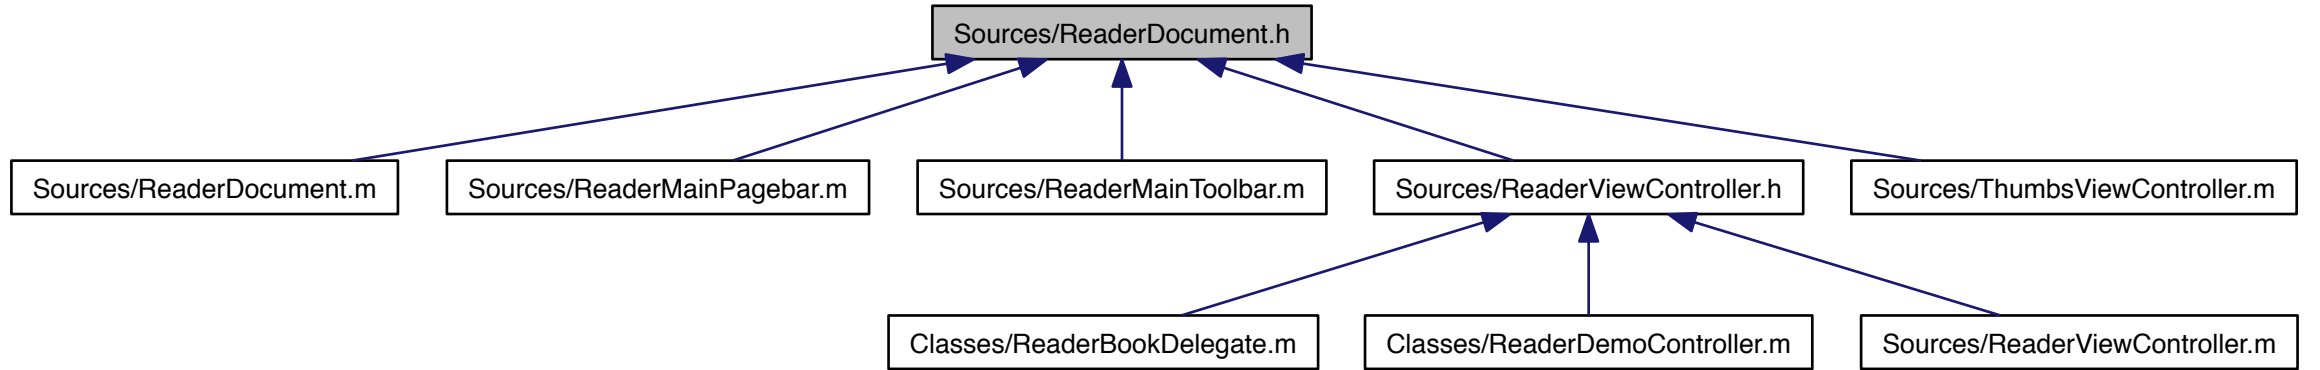 Sources/ReaderDocument.h
Sources/ReaderDocument.m
Sources/ReaderMainPagebar.m
Sources/ReaderMainToolbar.m
Sources/ReaderViewController.h
Sources/ThumbsViewController.m
Classes/ReaderBookDelegate.m
Classes/ReaderDemoController.m
Sources/ReaderViewController.m